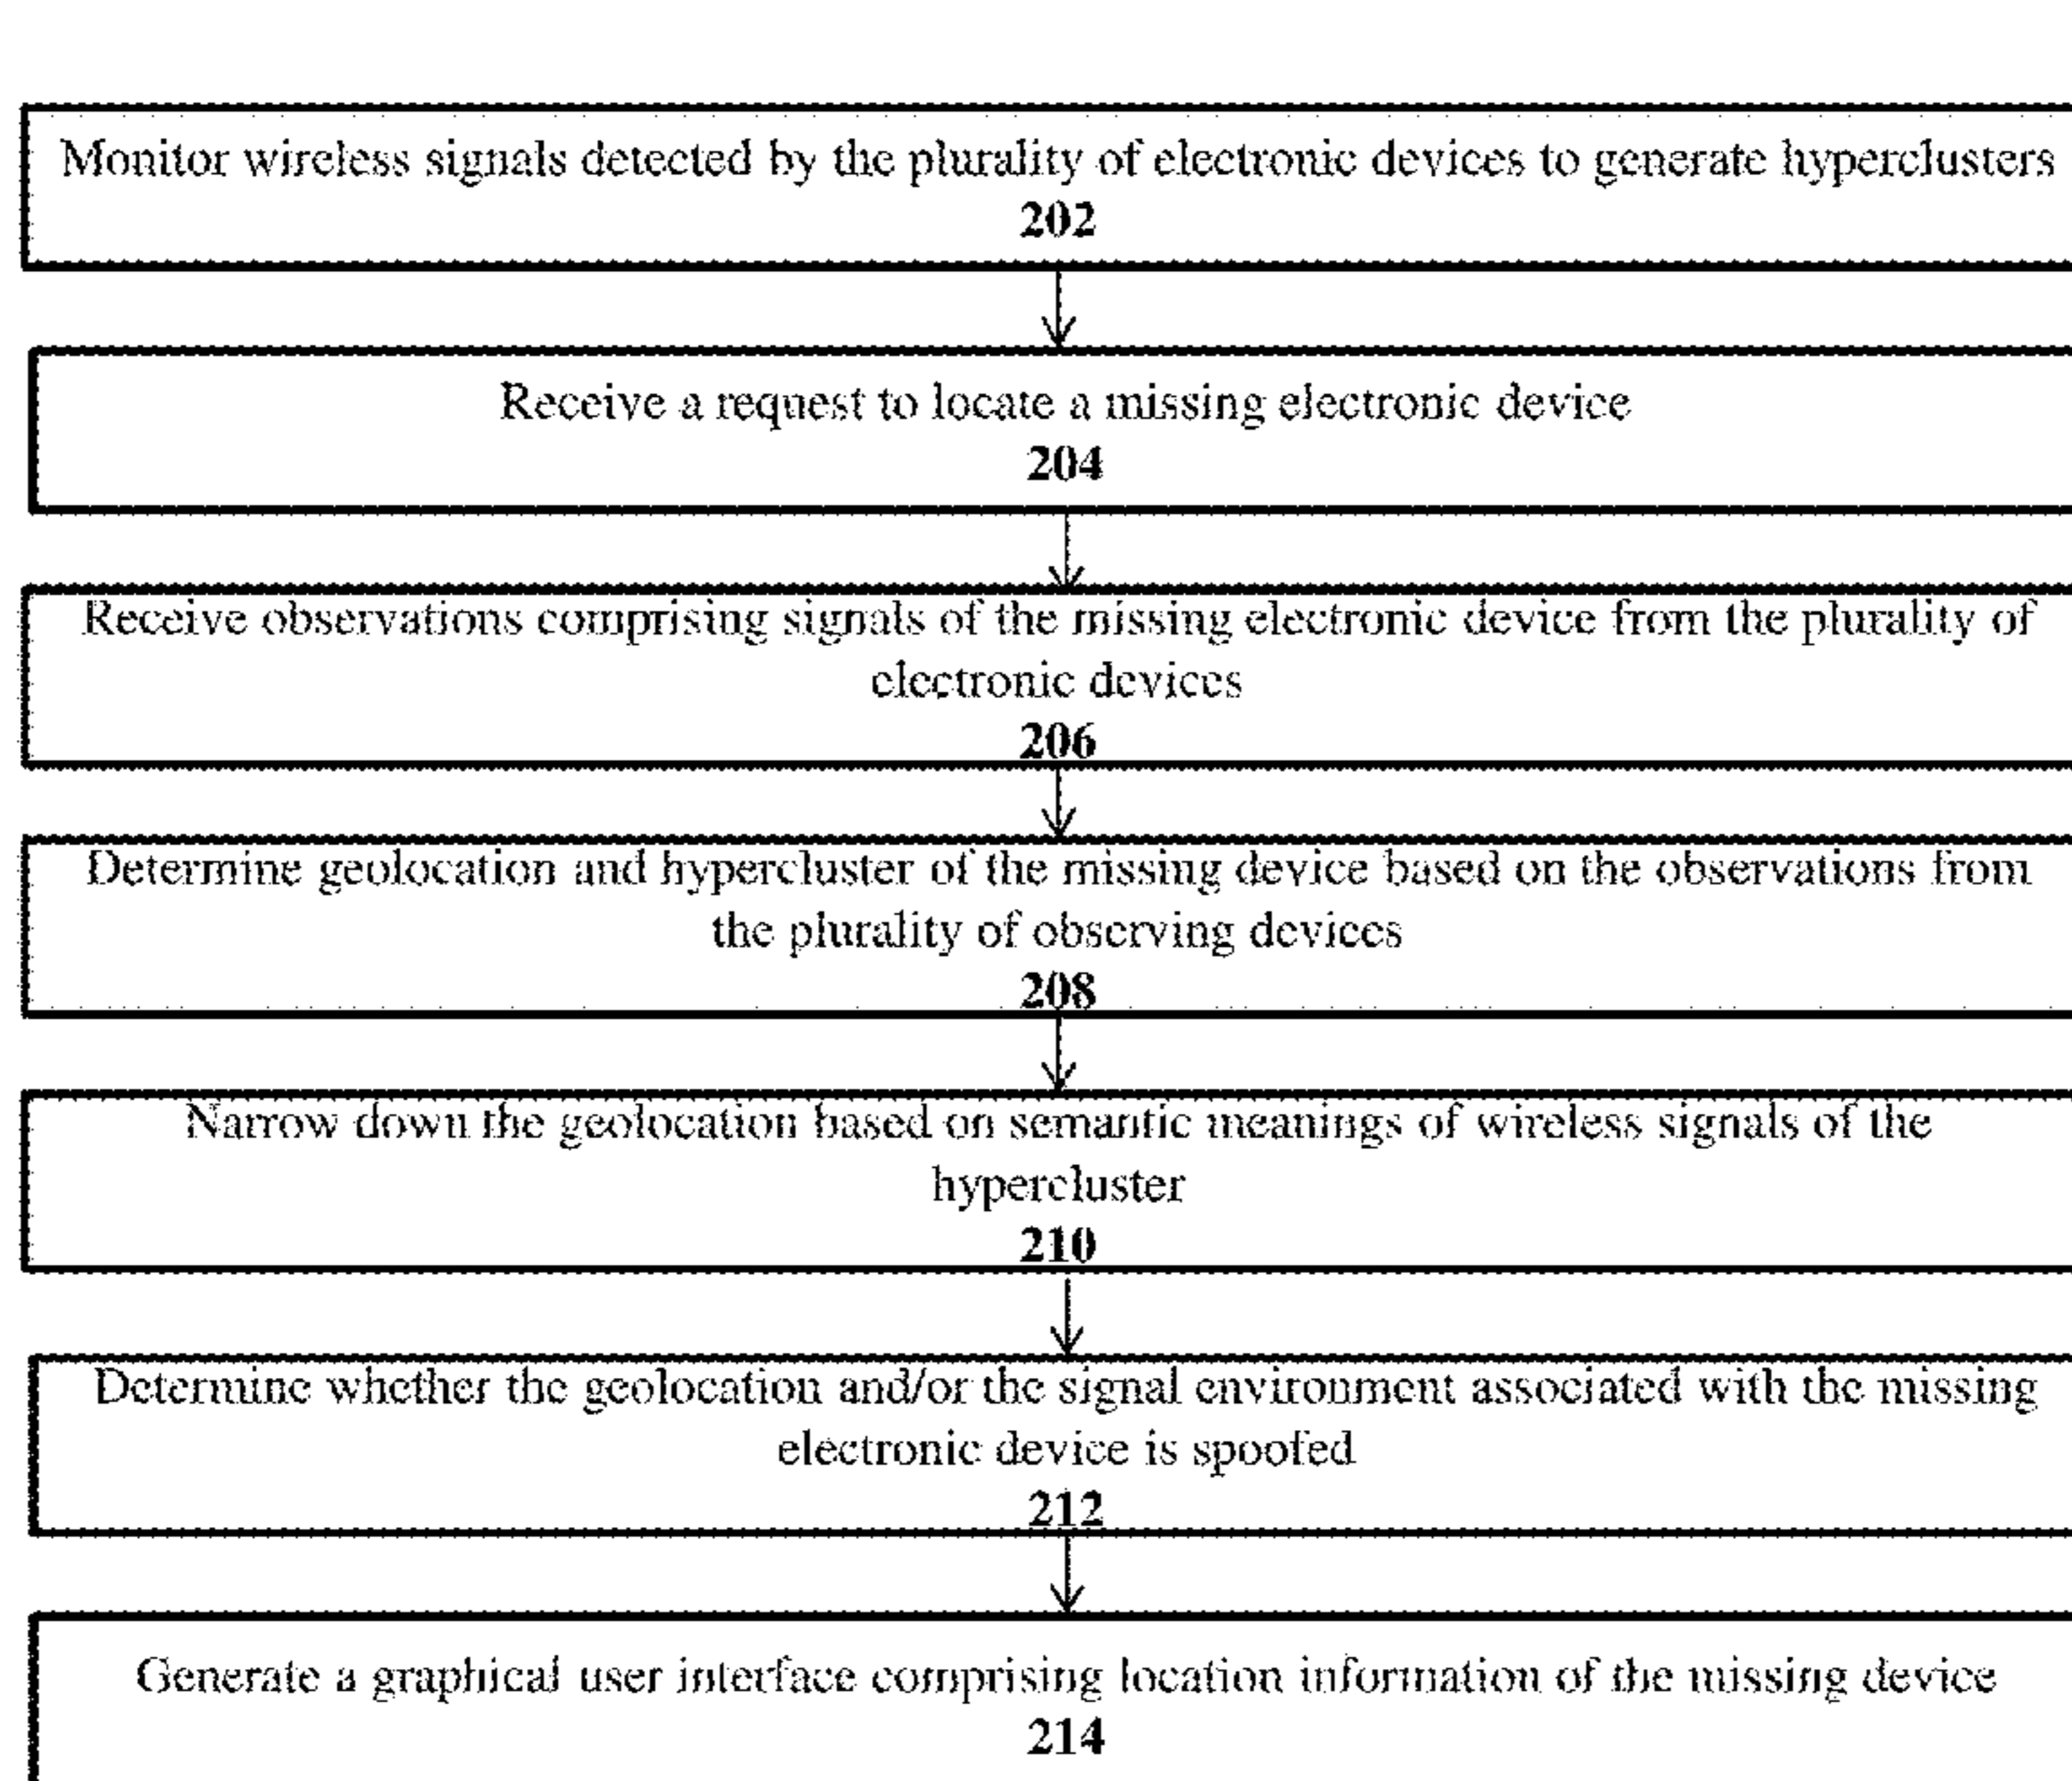 Monitor wireless signals detected by the plurality of electronic devices to generate hyperclusters
202
Receive a request to locate a missing electronic device
204
Receive observations comprising signals of the missing electronic device from the plurality of
electronic devices
206
Determine geolocation and hypercluster of the missing device based on the observations from
the plurality of observing devices
208
Narrow down the geolocation based on semantic meanings of wireless signals of the
hypercluster
210
Determine whether the geolocation and/or the signal environment associated with the missing
electronic device is spoofed
212
Generate a graphical user interface comprising location information of the missing device
214